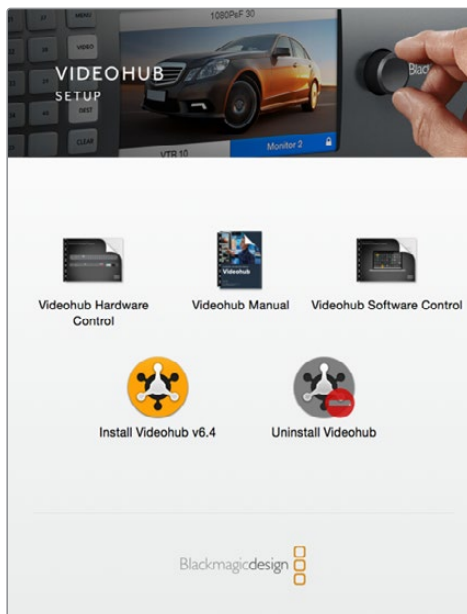 1080PsF 30
VIDEO
VIDEOHUB
SETUP
DEST
CLEAR
VTR 10
Monitor 2
Videohub
Videohub Hardware
Control
Videohub Manual
Videohub Software Control
Install Videohub v6.4
Uninstall Videohub
Blackmagicdesign